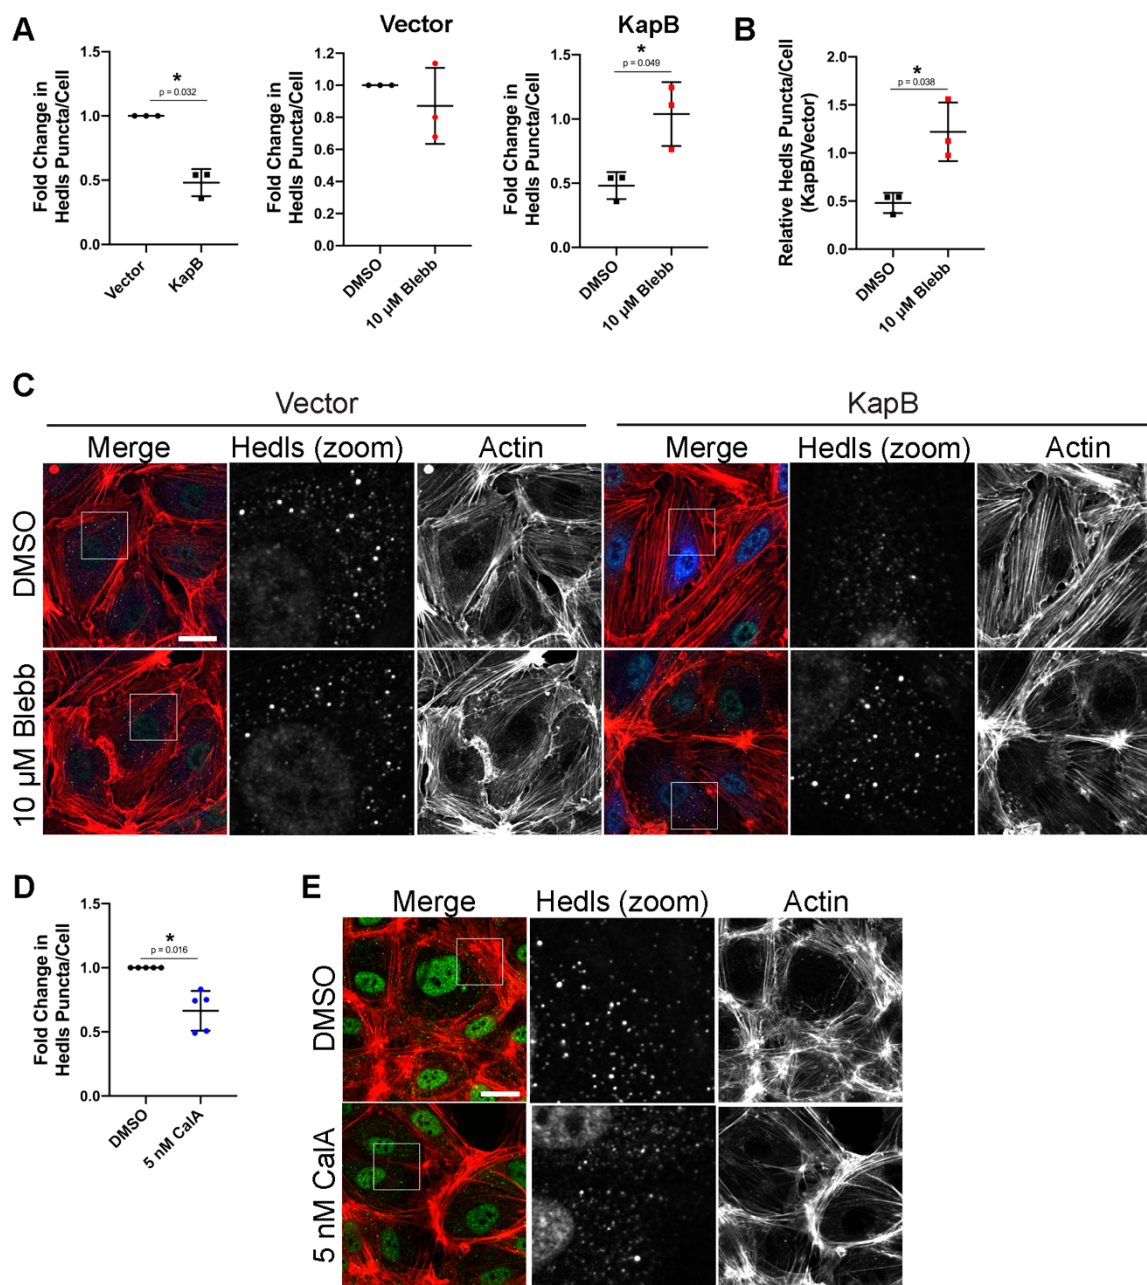 A
Fold Change in
Hedls Puncta/Cell
1.5
1.0
0.5
0.0
*
p = 0.032
Vector
KapB
Vector
1.2
1.0
0.8
0.6
0.4
0.2
0.0
Fold Change in
Hedls Puncta/Cell
DMSO
10 µM Blebb
KapB
1.5
1.0
0.5
0.0
Fold Change in
Hedls Puncta/Cell
*
p = 0.049
DMSO
10 µM Blebb
B
Relative Hedls Puncta/Cell
(KapB/Vector)
2.0
1.5
1.0
0.5
0.0
*
p = 0.038
DMSO
10 µM Blebb
C
Vector
KapB
Merge
Hedls (zoom)
Actin
Merge
Hedls (zoom)
Actin
DMSO
10 µM Blebb
D
Fold Change in
Hedls Puncta/Cell
1.5
1.0
0.5
0.0
*
p = 0.016
DMSO
5 nM CalA
E
Merge
Hedls (zoom)
Actin
DMSO
5 nM CalA